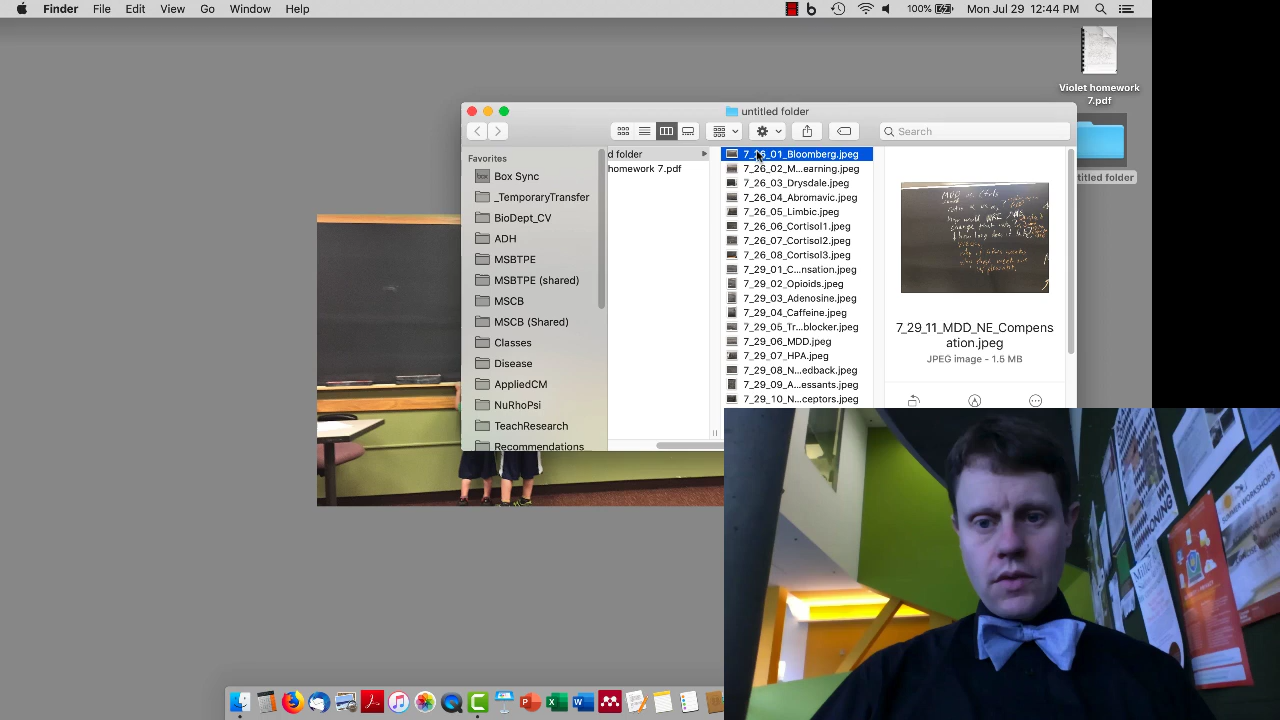 Finder File Edit View Go Window Help
100% Mon Jul 29 12:44 PM
Violet homework
7.pdf
untitled folder
Search
Favorites
Box Sync
_TemporaryTransfer
BioDept_CV
ADH
MSBTPE
MSBTPE (shared)
MSCB
MSCB (Shared)
Classes
Disease
AppliedCM
NuRhoPsi
TeachResearch
Recommendations
d folder
homework 7.pdf
7_26_01_Bloomberg.jpeg
7_26_02_M...earning.jpeg
7_26_03_Drysdale.jpeg
7_26_04_Abromavic.jpeg
7_26_05_Limbic.jpeg
7_26_06_Cortisol1.jpeg
7_26_07_Cortisol2.jpeg
7_26_08_Cortisol3.jpeg
7_29_01_C...nsation.jpeg
7_29_02_Opioids.jpeg
7_29_03_Adenosine.jpeg
7_29_04_Caffeine.jpeg
7_29_05_Tr...blocker.jpeg
7_29_06_MDD.jpeg
7_29_07_HPA.jpeg
7_29_08_N...edback.jpeg
7_29_09_A...essants.jpeg
7_29_10_N...ceptors.jpeg
7_29_11_MDD_NE_Compens
ation.jpeg
JPEG image - 1.5 MB
titled folder
SUMMER WORKSHOPS